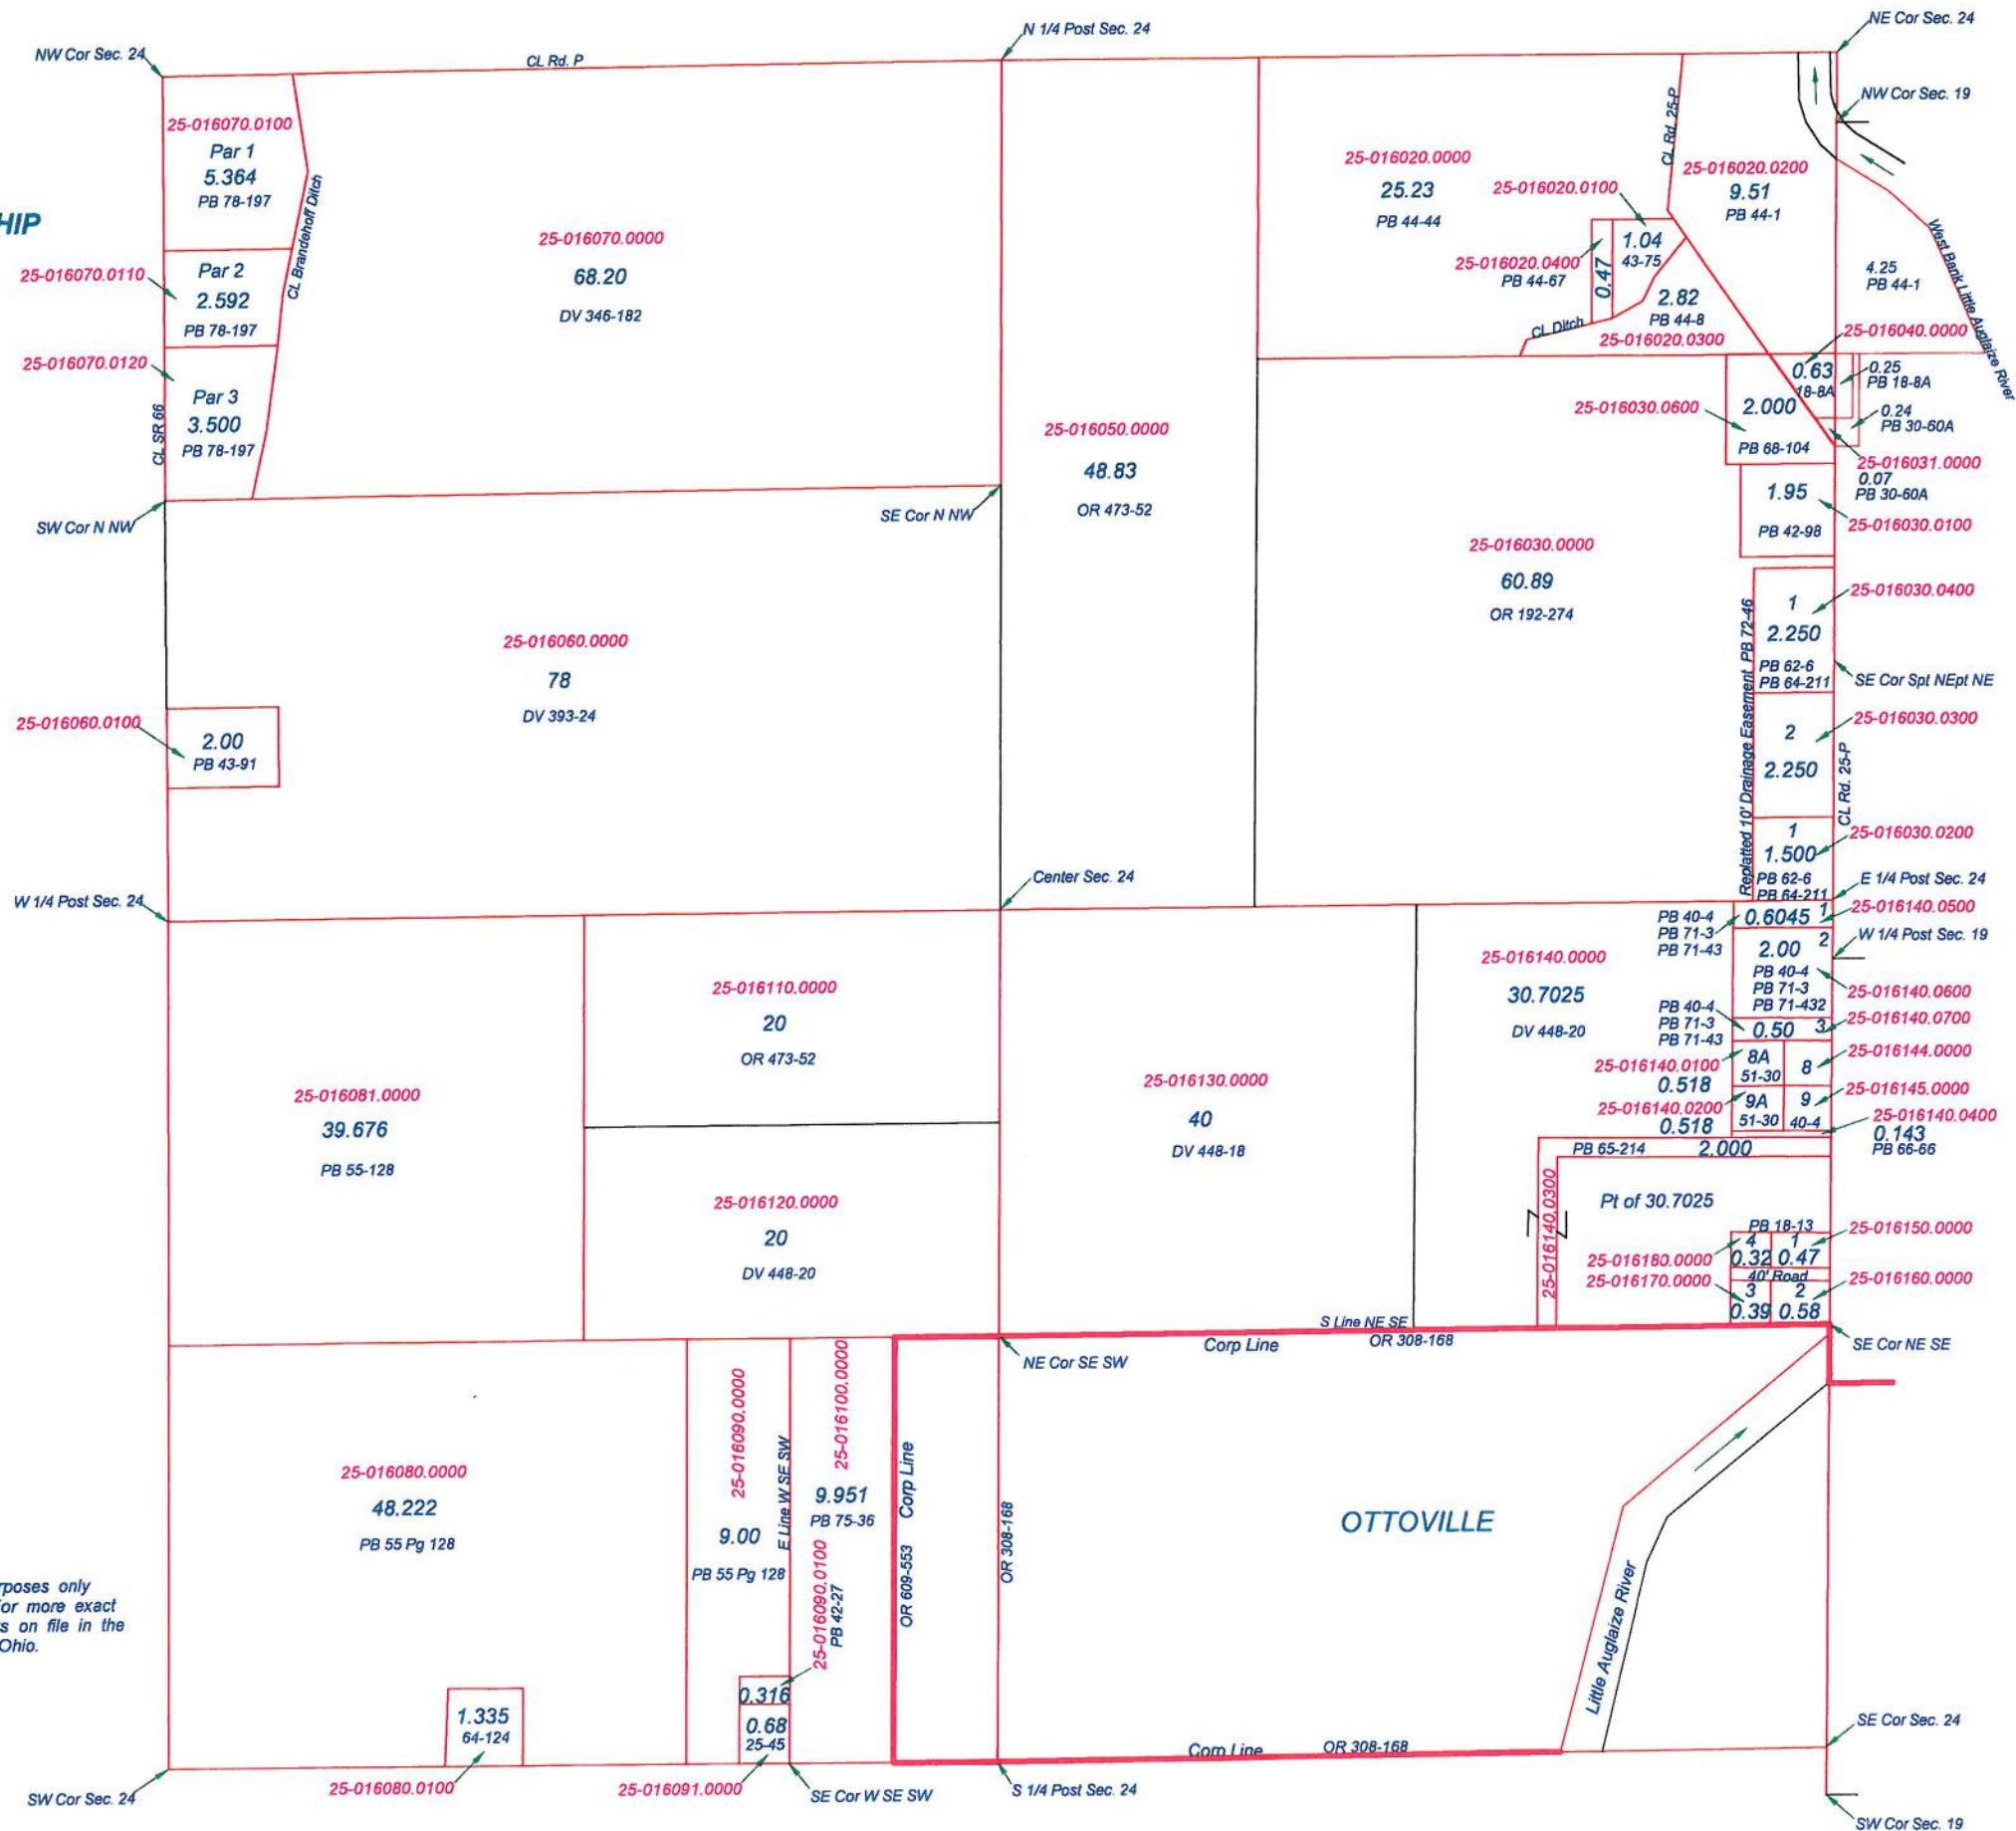 NE Cor Sec. 24
N 1/4 Post Sec. 24
NW Cor Sec. 24
CL Rd. P
NW Cor Sec. 19
25-016070.0100
Par 1
5.364
PB 78-197
CL Brandehoff Ditch
HIP
25-016070.0110
Par 2
2.592
PB 78-197
25-016070.0120
Par 3
3.500
PB 78-197
CL SR 66
25-016070.0000
68.20
DV 346-182
25-016020.0000
25.23
PB 44-44
CL Rd. 25-P
25-016020.0100
1.04
43-75
25-016020.0400
PB 44-67
0.47
25-016020.0200
9.51
PB 44-1
West Bank Little Auglaize River
4.25
PB 44-1
2.82
PB 44-8
CL Ditch
25-016020.0300
25-016040.0000
0.63
18-8A
0.25
PB 18-8A
0.24
PB 30-60A
25-016030.0600
2.000
PB 68-104
25-016031.0000
0.07
PB 30-60A
1.95
PB 42-98
25-016030.0100
SW Cor N NW
SE Cor N NW
25-016050.0000
48.83
OR 473-52
25-016030.0000
60.89
OR 192-274
25-016060.0000
78
DV 393-24
25-016060.0100
2.00
PB 43-91
Replatted 10' Drainage Easement PB 72-46
1
2.250
PB 62-6
PB 64-211
25-016030.0400
SE Cor Spt NEpt NE
2
2.250
25-016030.0300
CL Rd. 25-P
1
1.500
PB 62-6
PB 64-211
25-016030.0200
W 1/4 Post Sec. 24
Center Sec. 24
E 1/4 Post Sec. 24
PB 40-4
PB 71-3
PB 71-43
0.6045 1
25-016140.0500
W 1/4 Post Sec. 19
2.00 2
PB 40-4
PB 71-3
PB 71-432
25-016140.0600
25-016140.0000
30.7025
DV 448-20
PB 40-4
PB 71-3
PB 71-43
0.50 3
25-016140.0700
25-016140.0100
0.518
8A
51-30
8
25-016144.0000
25-016140.0200
0.518
9A
51-30
9
40-4
25-016145.0000
25-016140.0400
0.143
PB 66-66
PB 65-214
2.000
25-016140.0300
Pt of 30.7025
PB 18-13
4
0.32
1
0.47
25-016150.0000
25-016180.0000
40' Road
25-016170.0000
3
0.39
2
0.58
25-016160.0000
25-016110.0000
20
OR 473-52
25-016081.0000
39.676
PB 55-128
25-016120.0000
20
DV 448-20
25-016130.0000
40
DV 448-18
S Line NE SE
Corp Line
OR 308-168
SE Cor NE SE
NE Cor SE SW
25-016080.0000
48.222
PB 55 Pg 128
25-016090.0000
9.00
PB 55 Pg 128
E Line W SE SW
25-016100.0000
9.951
PB 75-36
25-016090.0100
PB 42-27
OR 609-553 Corp Line
OR 308-168
OTTOVILLE
Little Auglaize River
rposes only
or more exact
s on file in the
Ohio.
1.335
64-124
25-016080.0100
0.316
0.68
25-45
25-016091.0000
SE Cor W SE SW
Corp Line
OR 308-168
SW Cor Sec. 24
S 1/4 Post Sec. 24
SE Cor Sec. 24
SW Cor Sec. 19